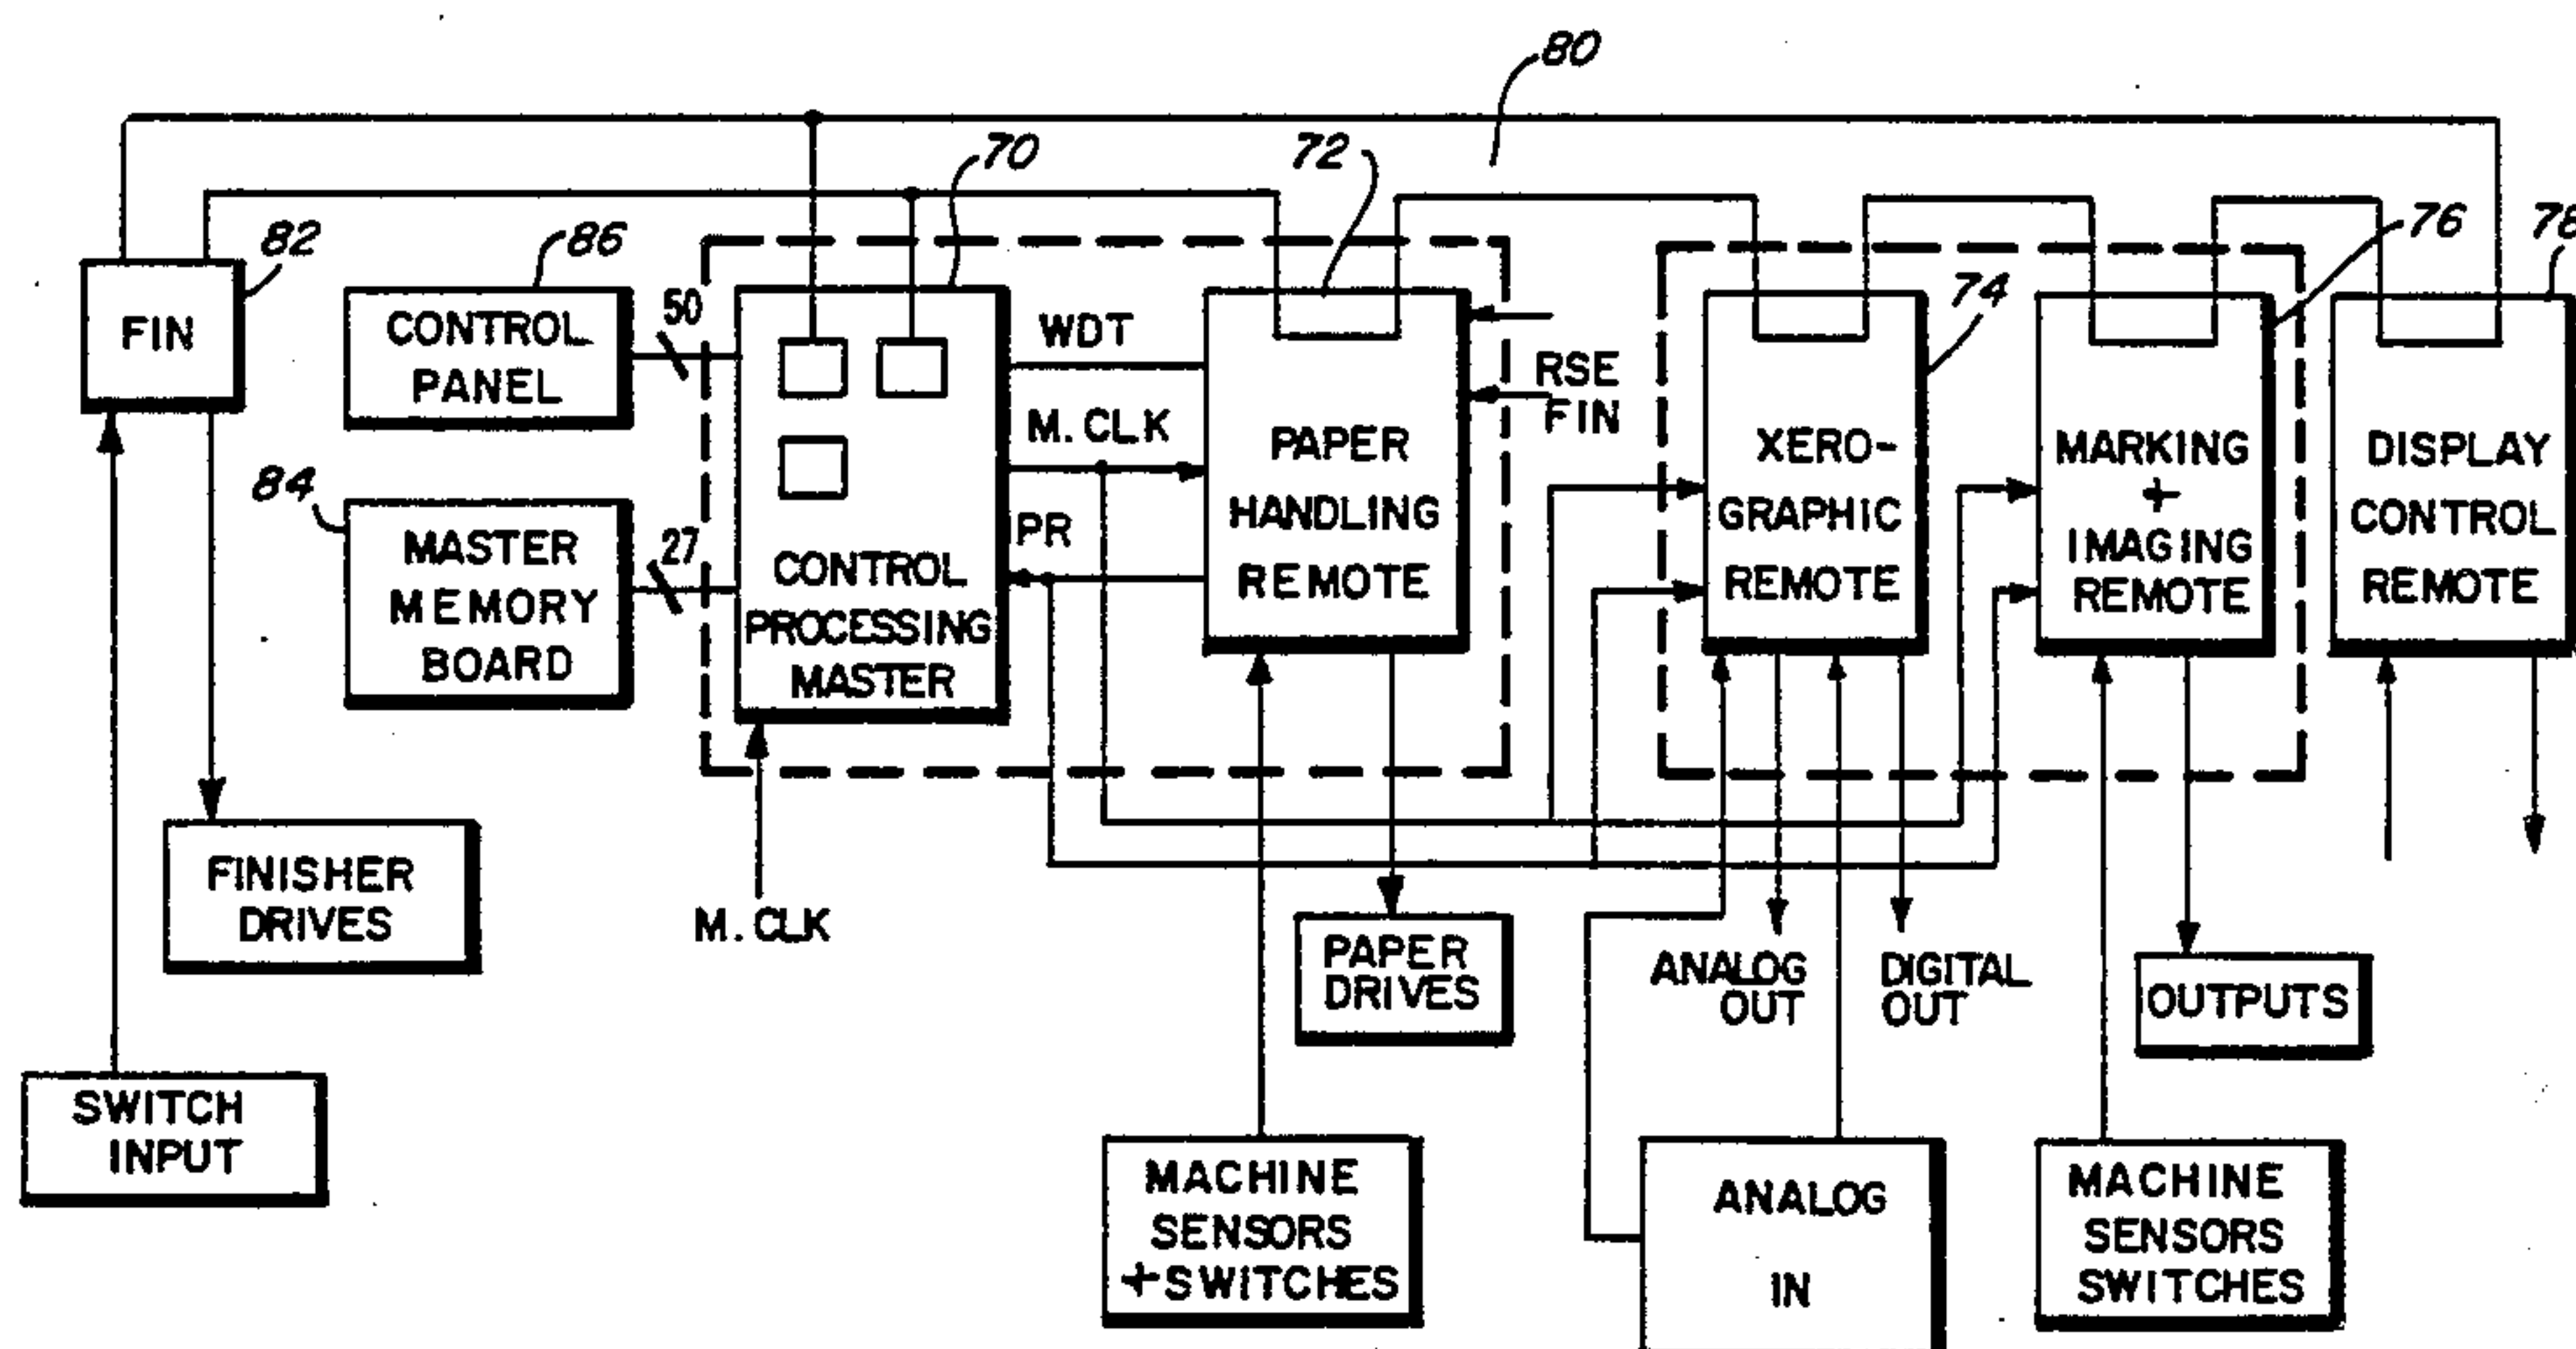 80
70
72
82
86
76
78
74
84
FIN
CONTROL
PANEL
50
WDT
M. CLK
PR
RSE
FIN
MASTER
MEMORY
BOARD
27
CONTROL
PROCESSING
MASTER
PAPER
HANDLING
REMOTE
XERO-
GRAPHIC
REMOTE
MARKING
+
IMAGING
REMOTE
DISPLAY
CONTROL
REMOTE
FINISHER
DRIVES
M. CLK
PAPER
DRIVES
ANALOG
OUT
DIGITAL
OUT
OUTPUTS
SWITCH
INPUT
MACHINE
SENSORS
+SWITCHES
ANALOG
IN
MACHINE
SENSORS
SWITCHES